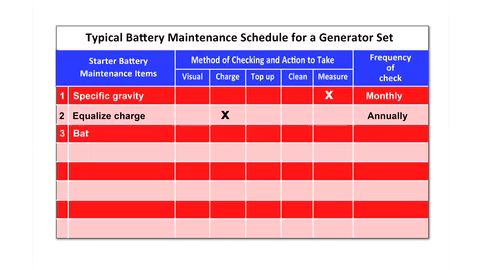 Typical Battery Maintenance Schedule for a Generator Set
Starter Battery
Maintenance Items
Method of Checking and Action to Take
Visual Charge Top up Clean Measure
Frequency
of
check
1 Specific gravity X Monthly
2 Equalize charge X Annually
3 Bat